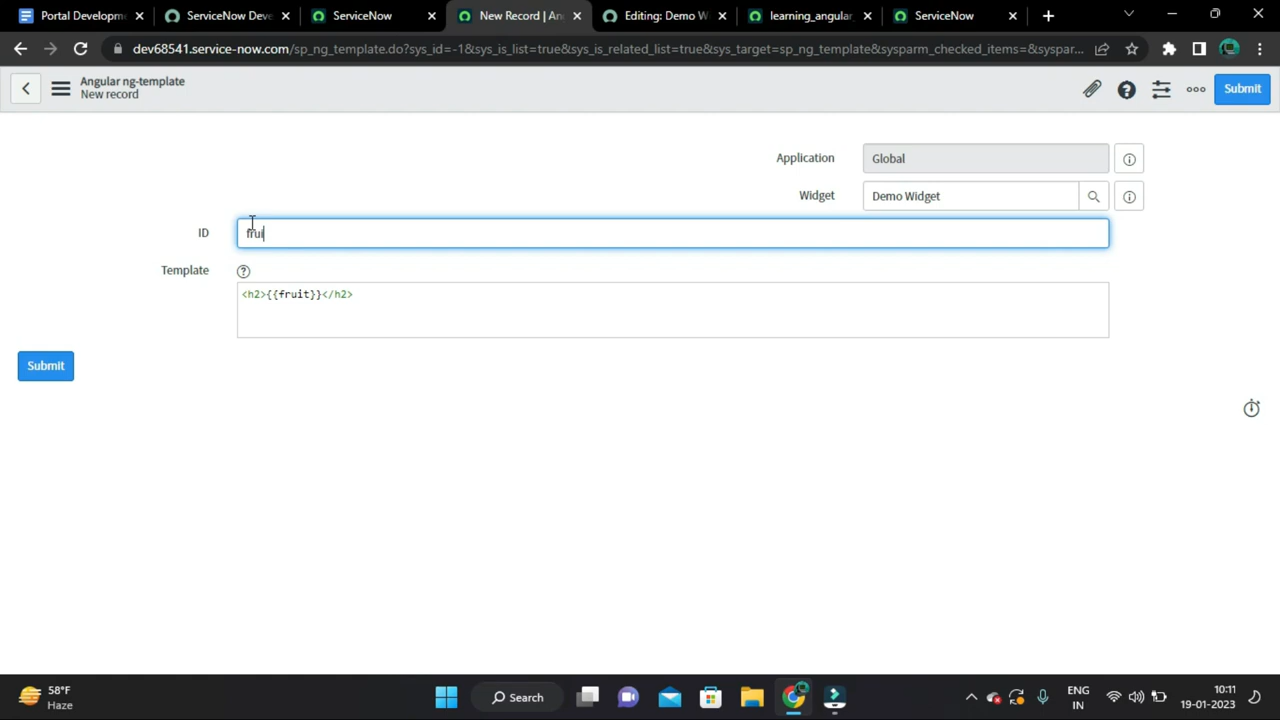 Portal Developm
ServiceNow Deve
ServiceNow
New Record | An
Editing: Demo W
learning_angular
ServiceNow
dev68541.service-now.com/sp_ng_template.do?sys_id=-1&sys_is_list=true&sys_is_related_list=true&sys_target=sp_ng_template&sysparm_checked_items=&syspar...
Angular ng-template
New record
Submit
Application
Global
Widget
Demo Widget
ID
frui
Template
<h2>{{fruit}}</h2>
Submit
58°F
Haze
Search
ENG
IN
10:11
19-01-2023